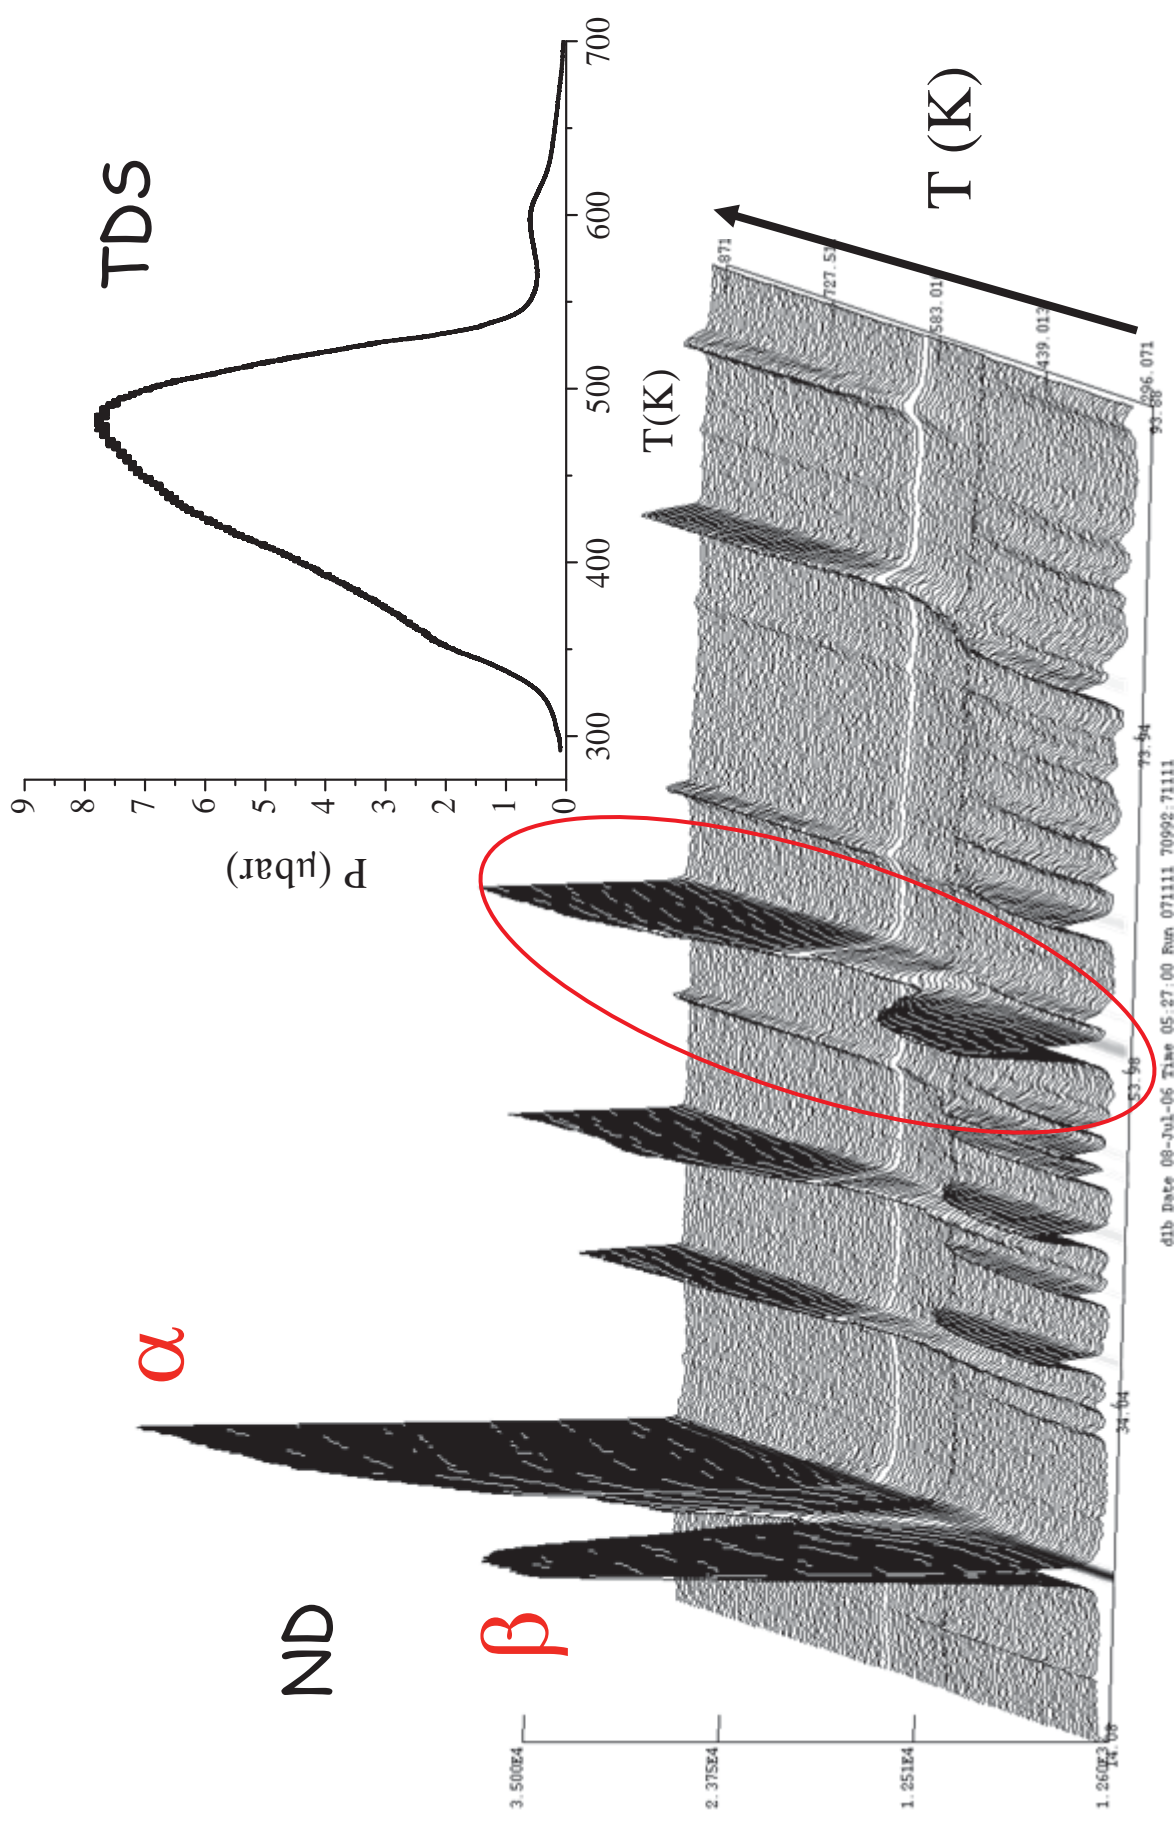 TDS
9
8
7
6
5
4
3
2
1
0
P (μbar)
300
400
500
600
700
T(K)
ND
α
β
3.500E4
2.375E4
1.251E4
1.260E3
14.08
34.04
53.98
73.94
93.88
296.071
439.013
583.01
727.51
871
T (K)
d1b Date 08-Jul-06 Time 05:27:00 Run 071111 70992:71111